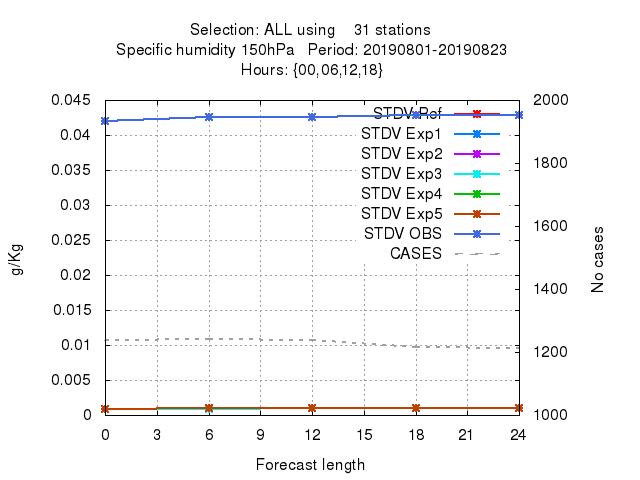 Selection: ALL using    31 stations
Specific humidity 150hPa   Period: 20190801-20190823
Hours: {00,06,12,18}
0.045
0.04
0.035
0.03
0.025
0.02
0.015
0.01
0.005
0
g/Kg
STDV Ref
STDV Exp1
STDV Exp2
STDV Exp3
STDV Exp4
STDV Exp5
STDV OBS
CASES
2000
1800
1600
1400
1200
1000
No cases
0 3 6 9 12 15 18 21 24
Forecast length